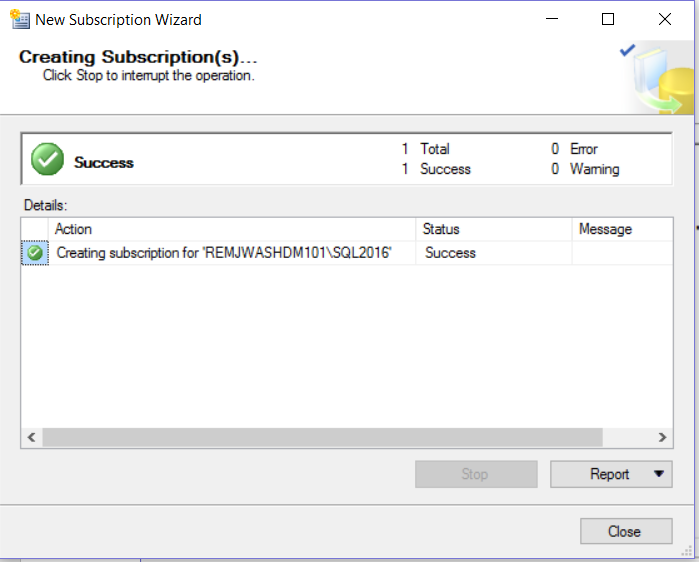 New Subscription Wizard
Creating Subscription(s)...
Click Stop to interrupt the operation.
Success
1 Total 0 Error
1 Success 0 Warning
Details:
Action Status Message
Creating subscription for 'REMJWASHDM101\SQL2016' Success
Stop Report
Close